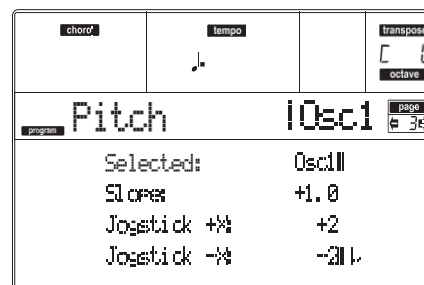 chord tempo transpose
octave
program Pitch |Osc1 page
Selected: Osc1
Slope: +1.0
Joystick +X: +2
Joystick -X: